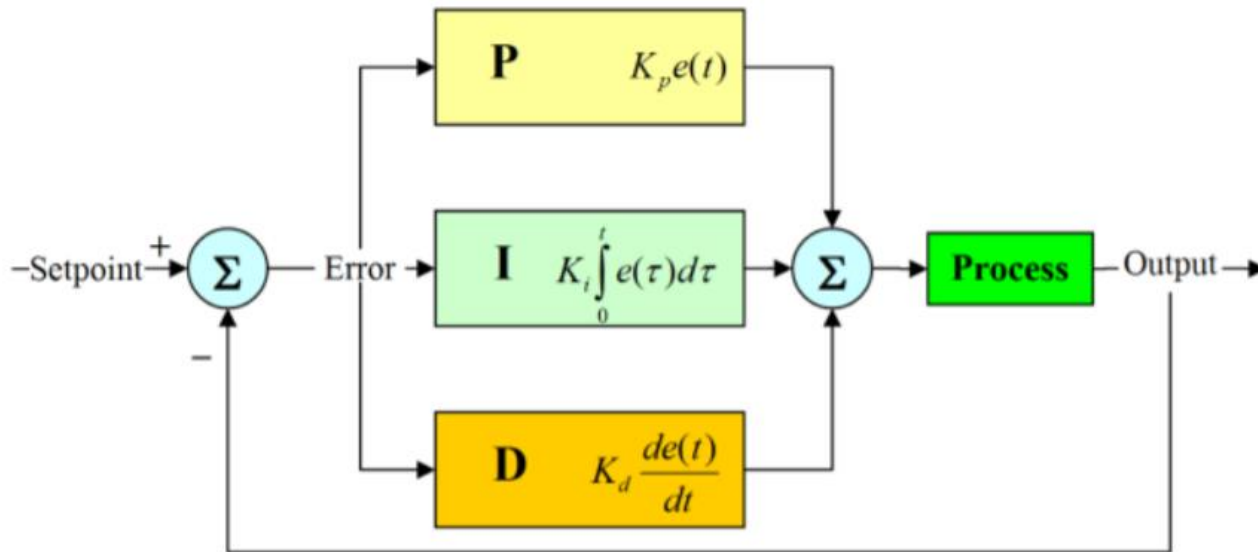 P K_p e(t)
–Setpoint + Σ Error I K_i ∫_0^t e(τ)dτ Σ Process Output
–
D K_d de(t)/dt